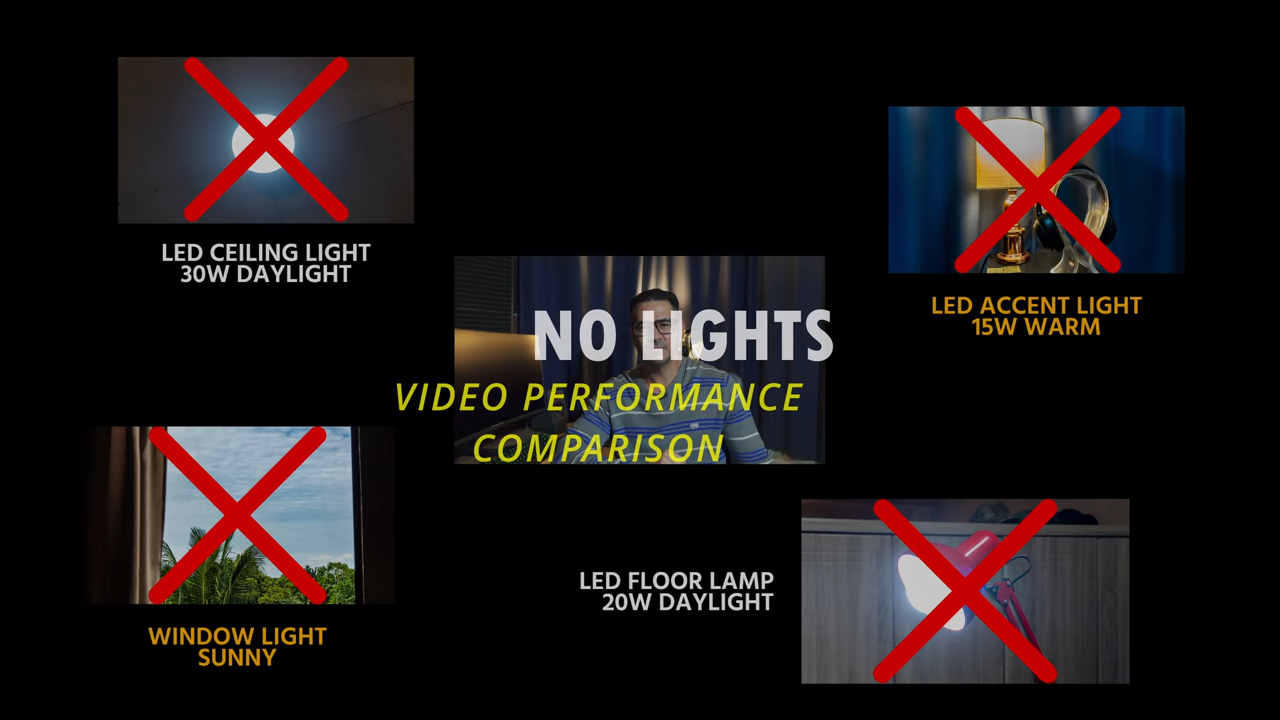 LED CEILING LIGHT
30W DAYLIGHT
LED ACCENT LIGHT
15W WARM
NO LIGHTS
VIDEO PERFORMANCE
COMPARISON
LED FLOOR LAMP
20W DAYLIGHT
WINDOW LIGHT
SUNNY